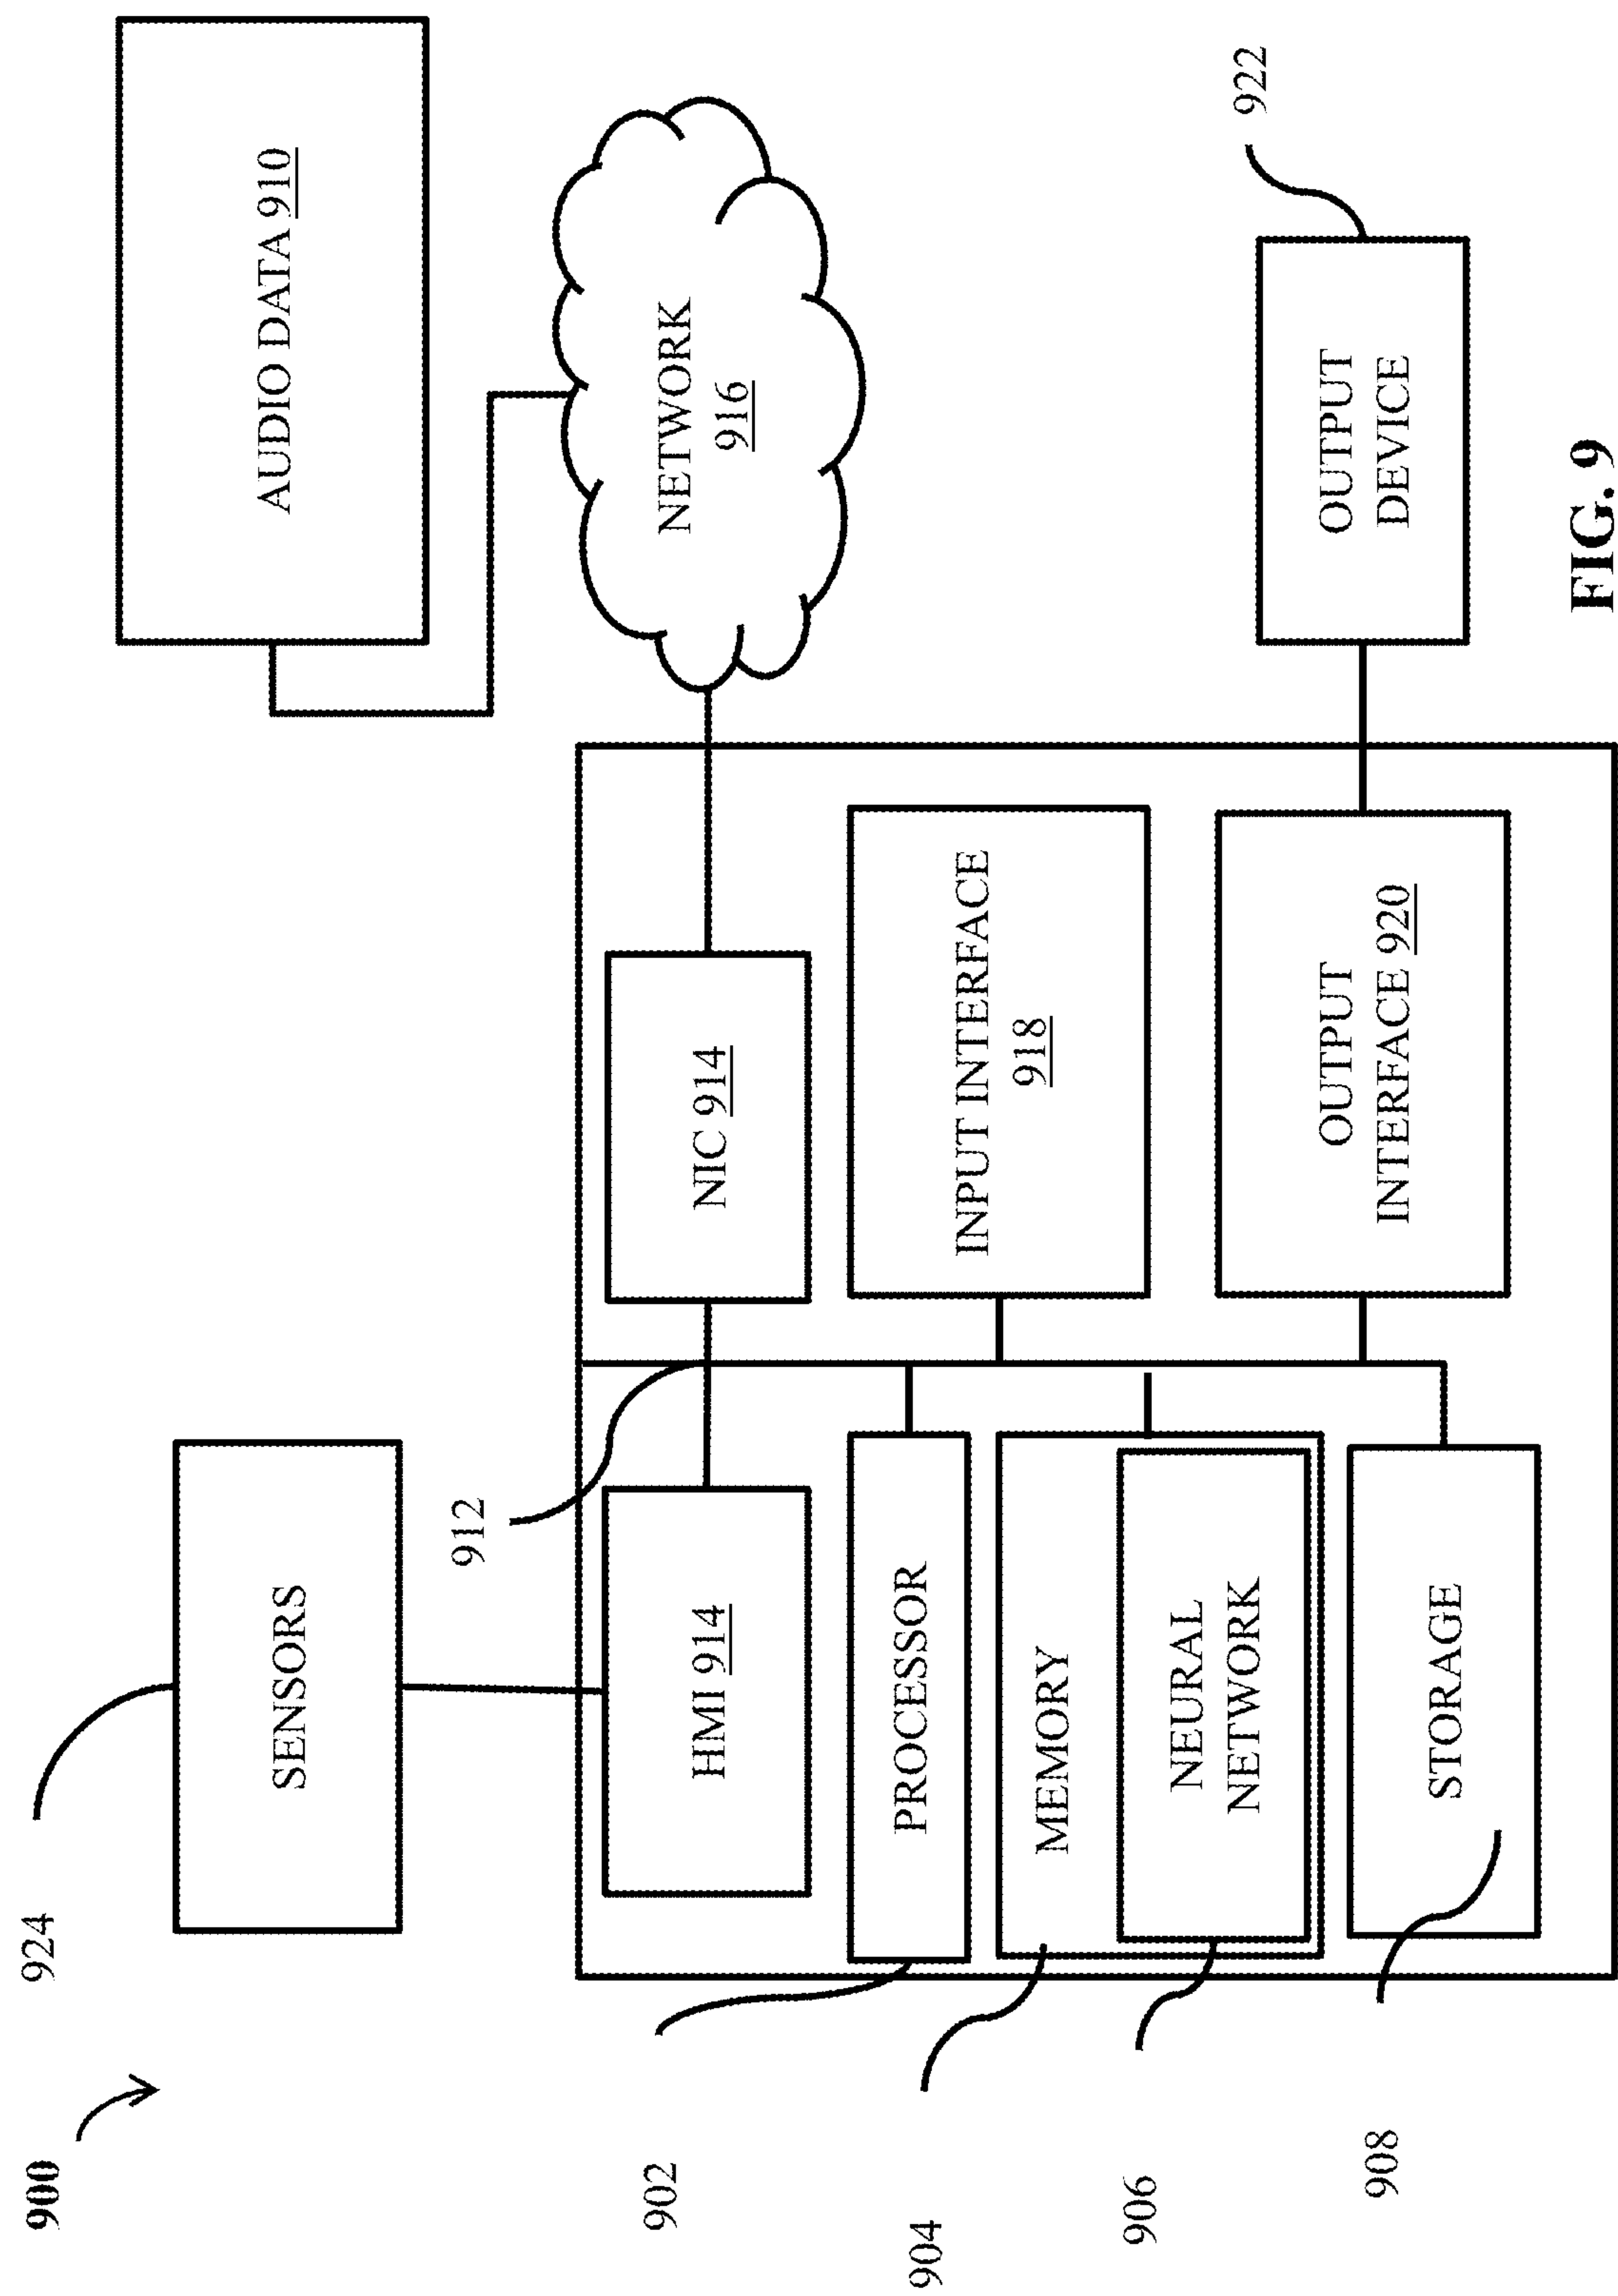 900
924
SENSORS
AUDIO DATA 910
912
HMI 914
NIC 914
NETWORK
916
902
PROCESSOR
INPUT INTERFACE
918
904
MEMORY
906
NEURAL
NETWORK
OUTPUT
INTERFACE 920
OUTPUT
DEVICE
922
908
STORAGE
FIG. 9